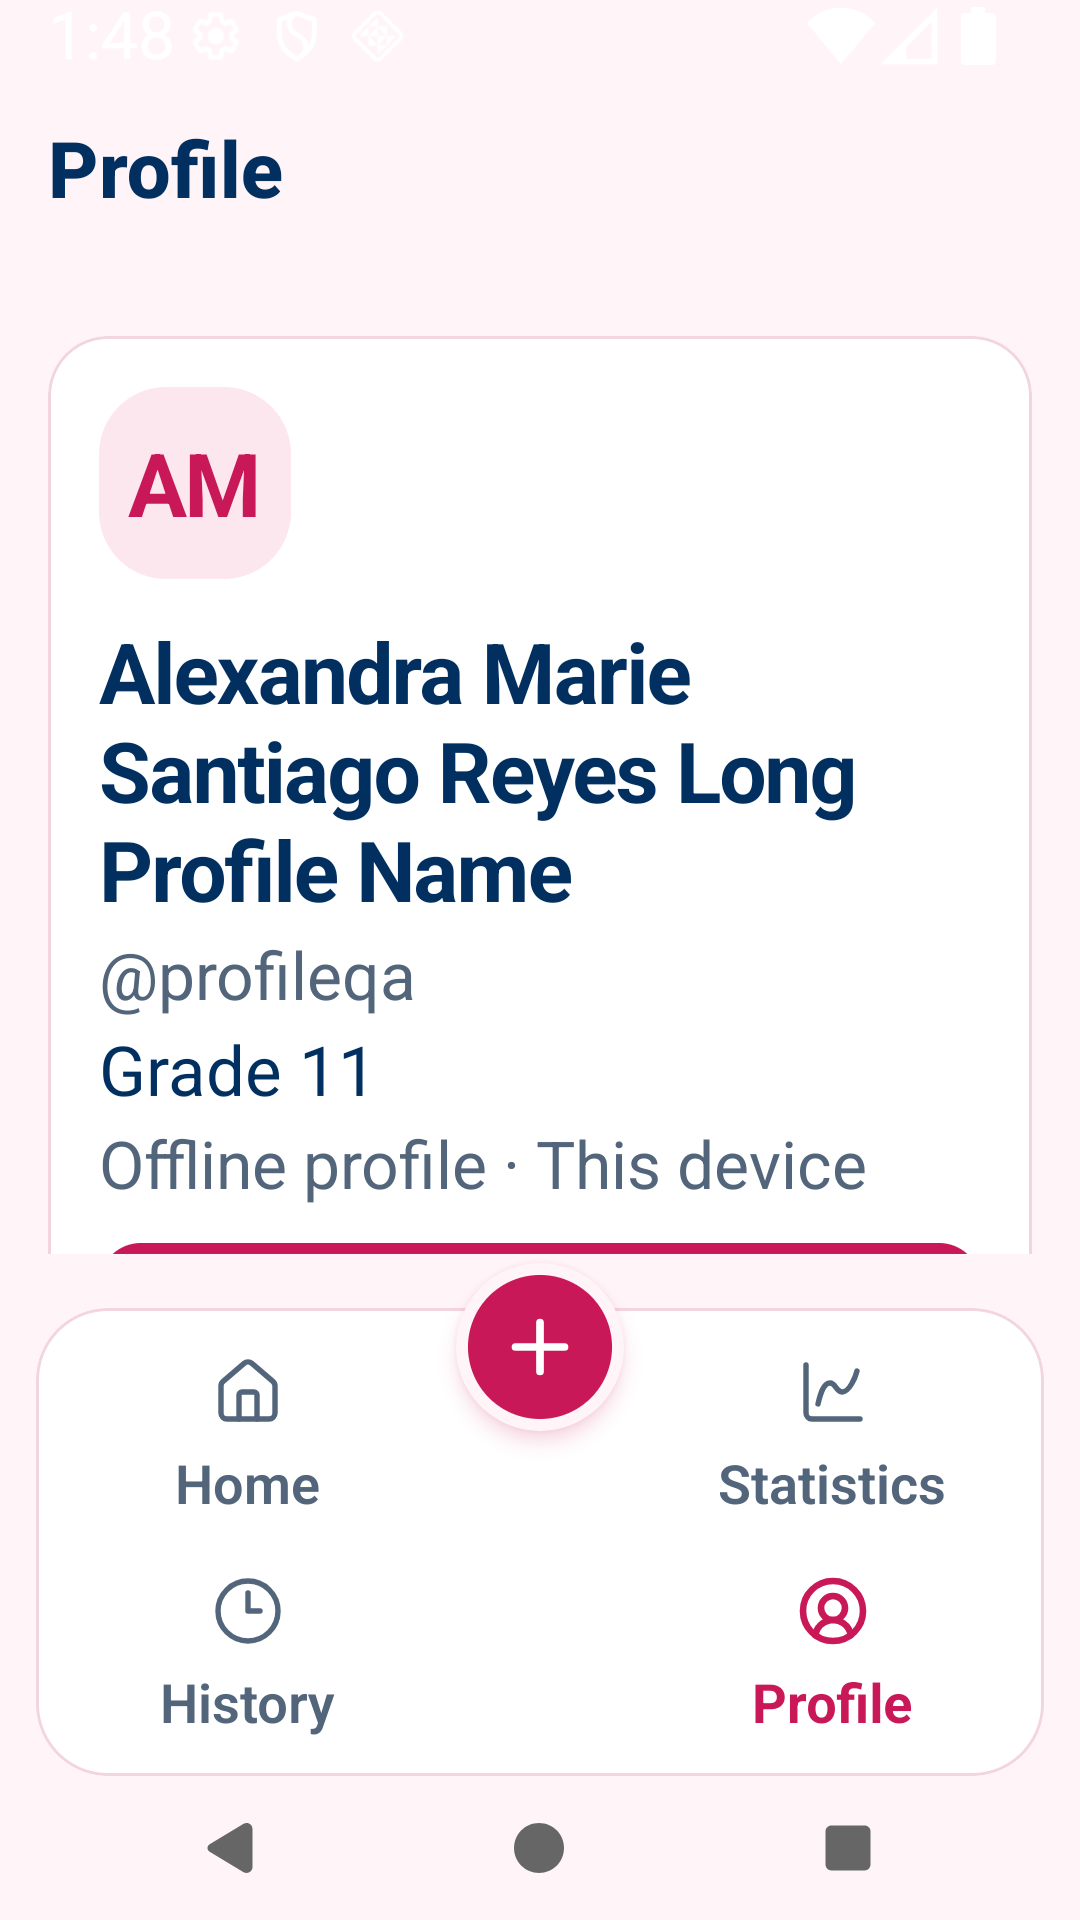 1:48
Profile
AM
Alexandra Marie
Santiago Reyes Long
Profile Name
@profileqa
Grade 11
Offline profile · This device
Home
Statistics
History
Profile